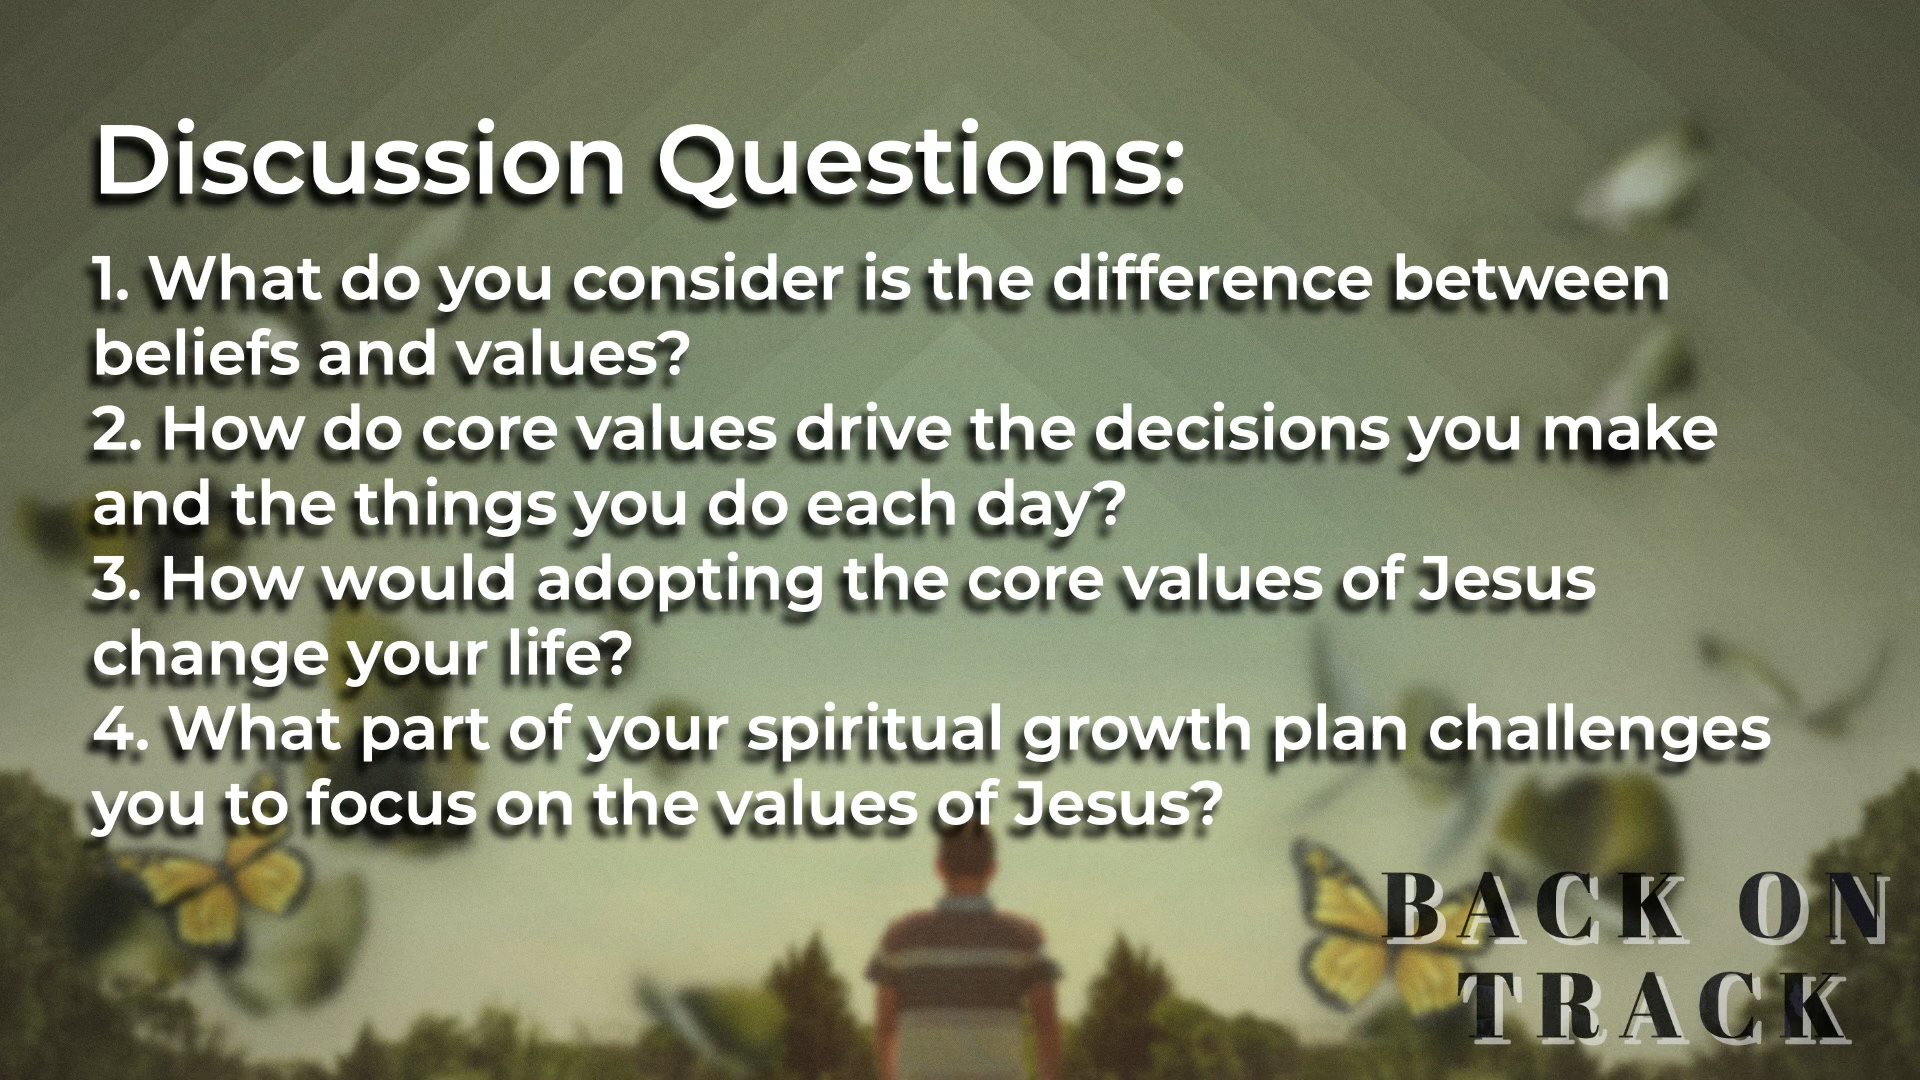 Discussion Questions:
1. What do you consider is the difference between
beliefs and values?
2. How do core values drive the decisions you make
and the things you do each day?
3. How would adopting the core values of Jesus
change your life?
4. What part of your spiritual growth plan challenges
you to focus on the values of Jesus?
BACK ON
TRACK